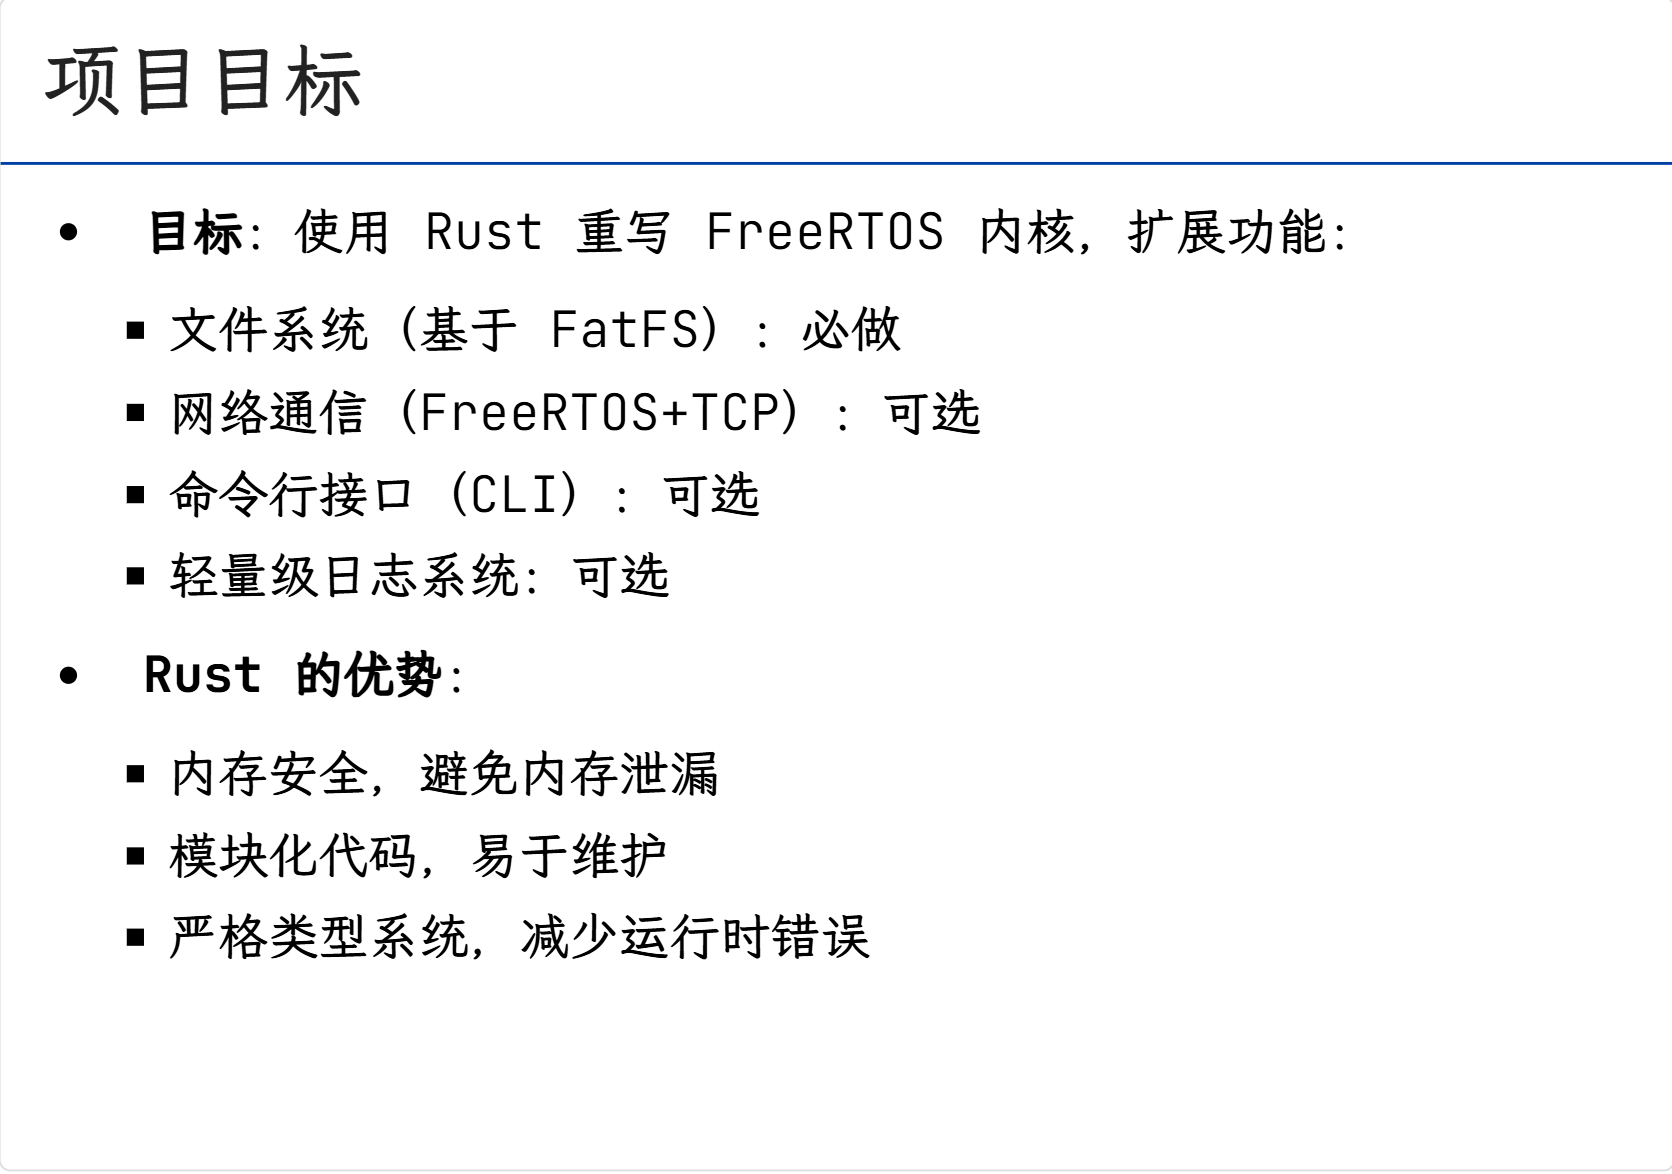 项目目标
• 目标: 使用 Rust 重写 FreeRTOS 内核, 扩展功能:
▪ 文件系统 (基于 FatFS) : 必做
▪ 网络通信 (FreeRTOS+TCP) : 可选
▪ 命令行接口 (CLI) : 可选
▪ 轻量级日志系统: 可选
• Rust 的优势:
▪ 内存安全, 避免内存泄漏
▪ 模块化代码, 易于维护
▪ 严格类型系统, 减少运行时错误